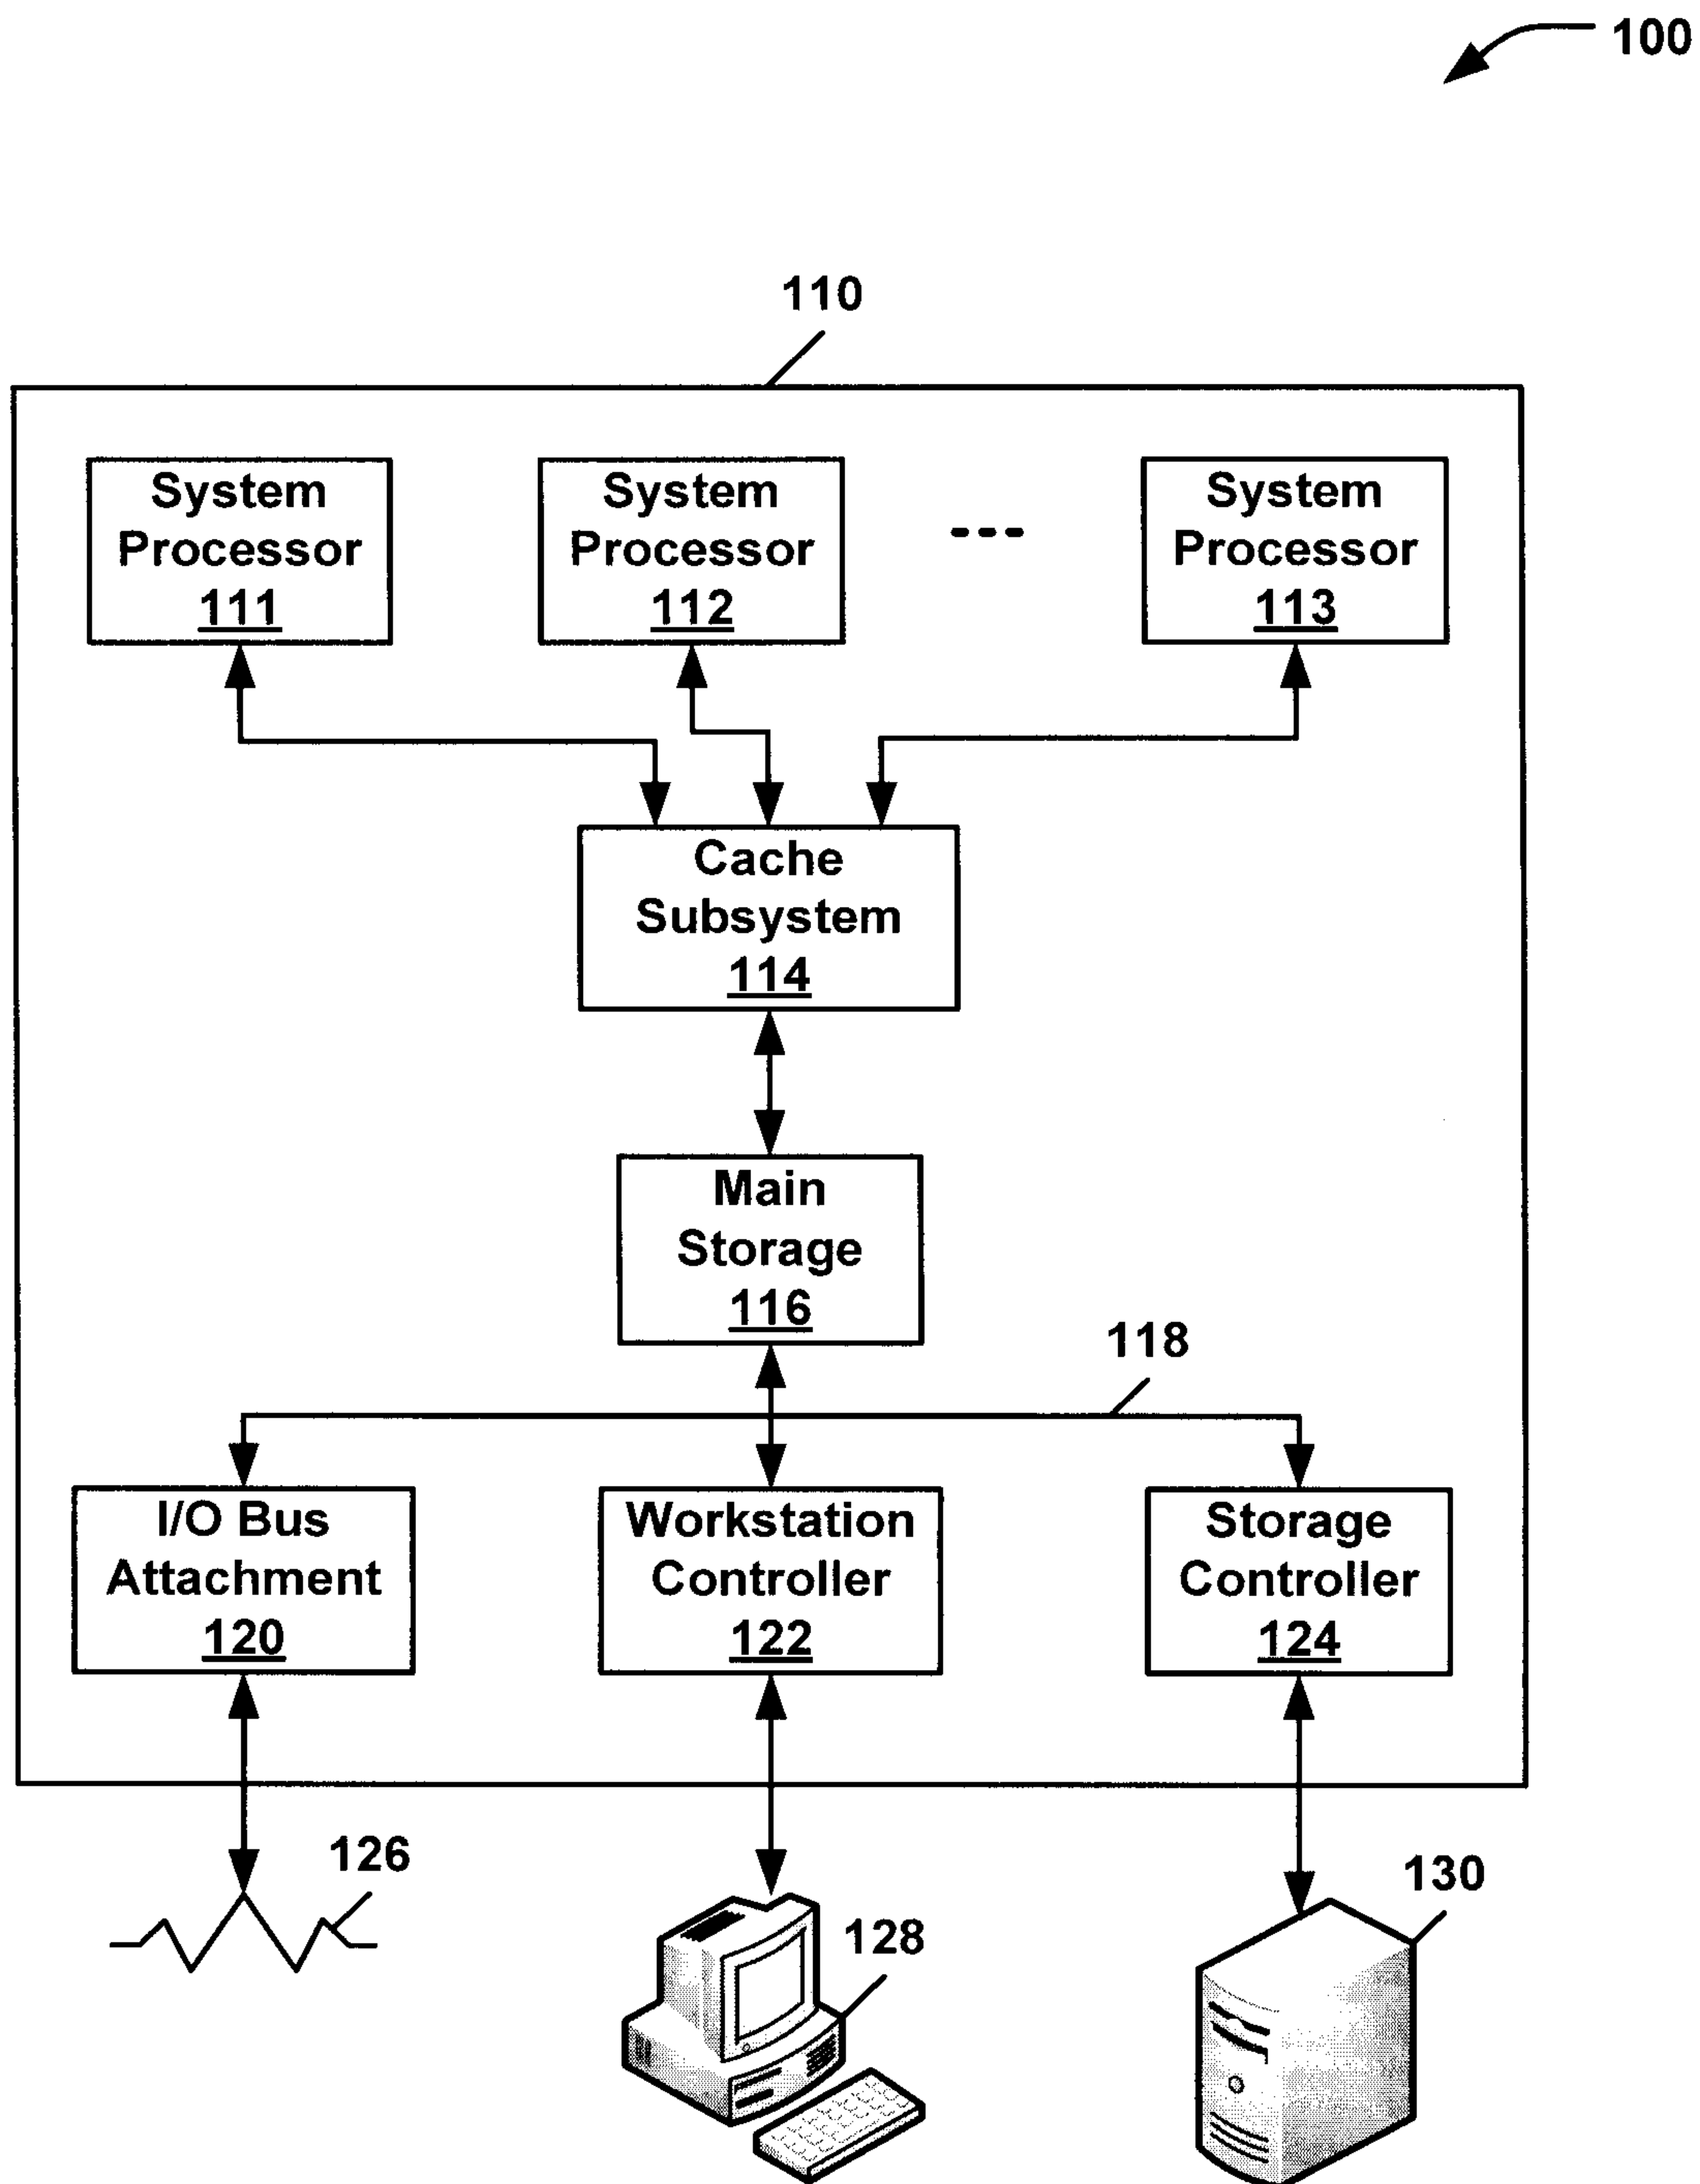 100
110
System
Processor
111
System
Processor
112
---
System
Processor
113
Cache
Subsystem
114
Main
Storage
116
118
I/O Bus
Attachment
120
Workstation
Controller
122
Storage
Controller
124
126
128
130